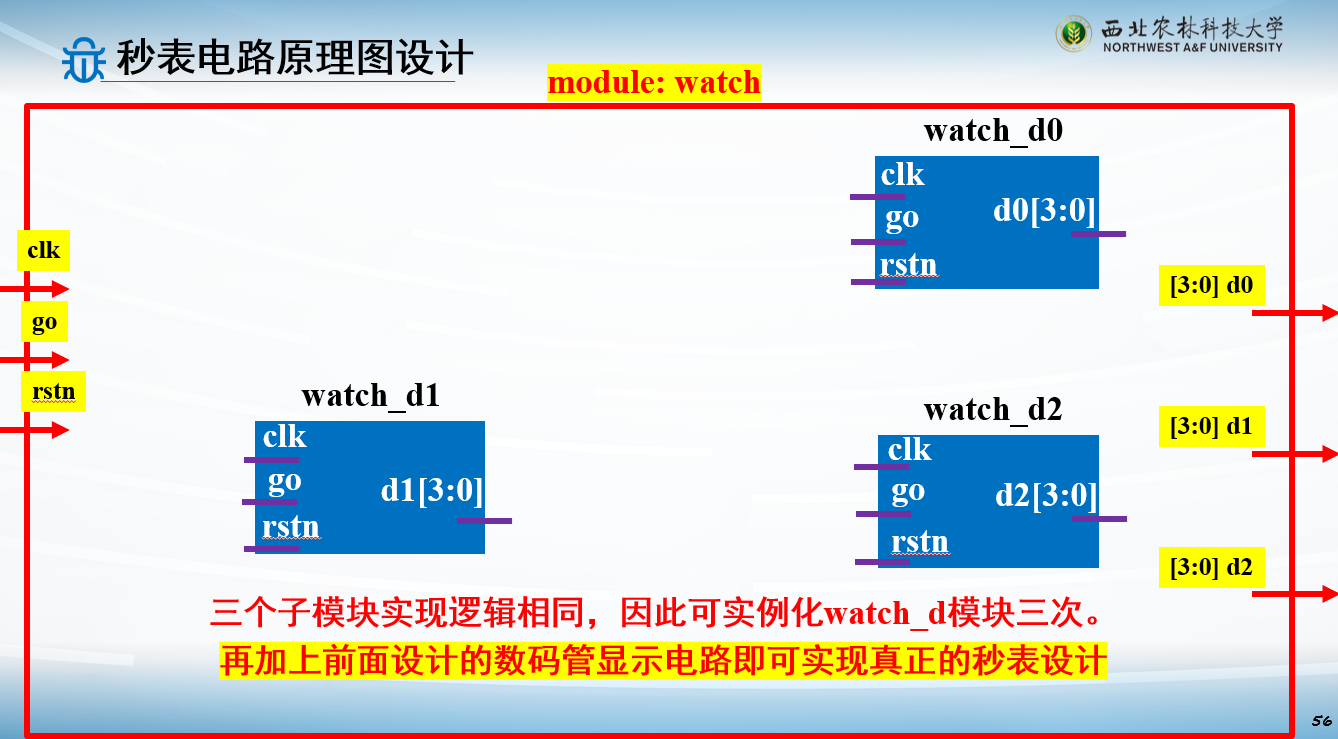 秒表电路原理图设计
西北农林科技大学
NORTHWEST A&F UNIVERSITY
module: watch
watch_d0
clk
go
d0[3:0]
rstn
clk
go
rstn
[3:0] d0
[3:0] d1
[3:0] d2
watch_d1
clk
go
d1[3:0]
rstn
watch_d2
clk
go
d2[3:0]
rstn
三个子模块实现逻辑相同，因此可实例化watch_d模块三次。
再加上前面设计的数码管显示电路即可实现真正的秒表设计
56